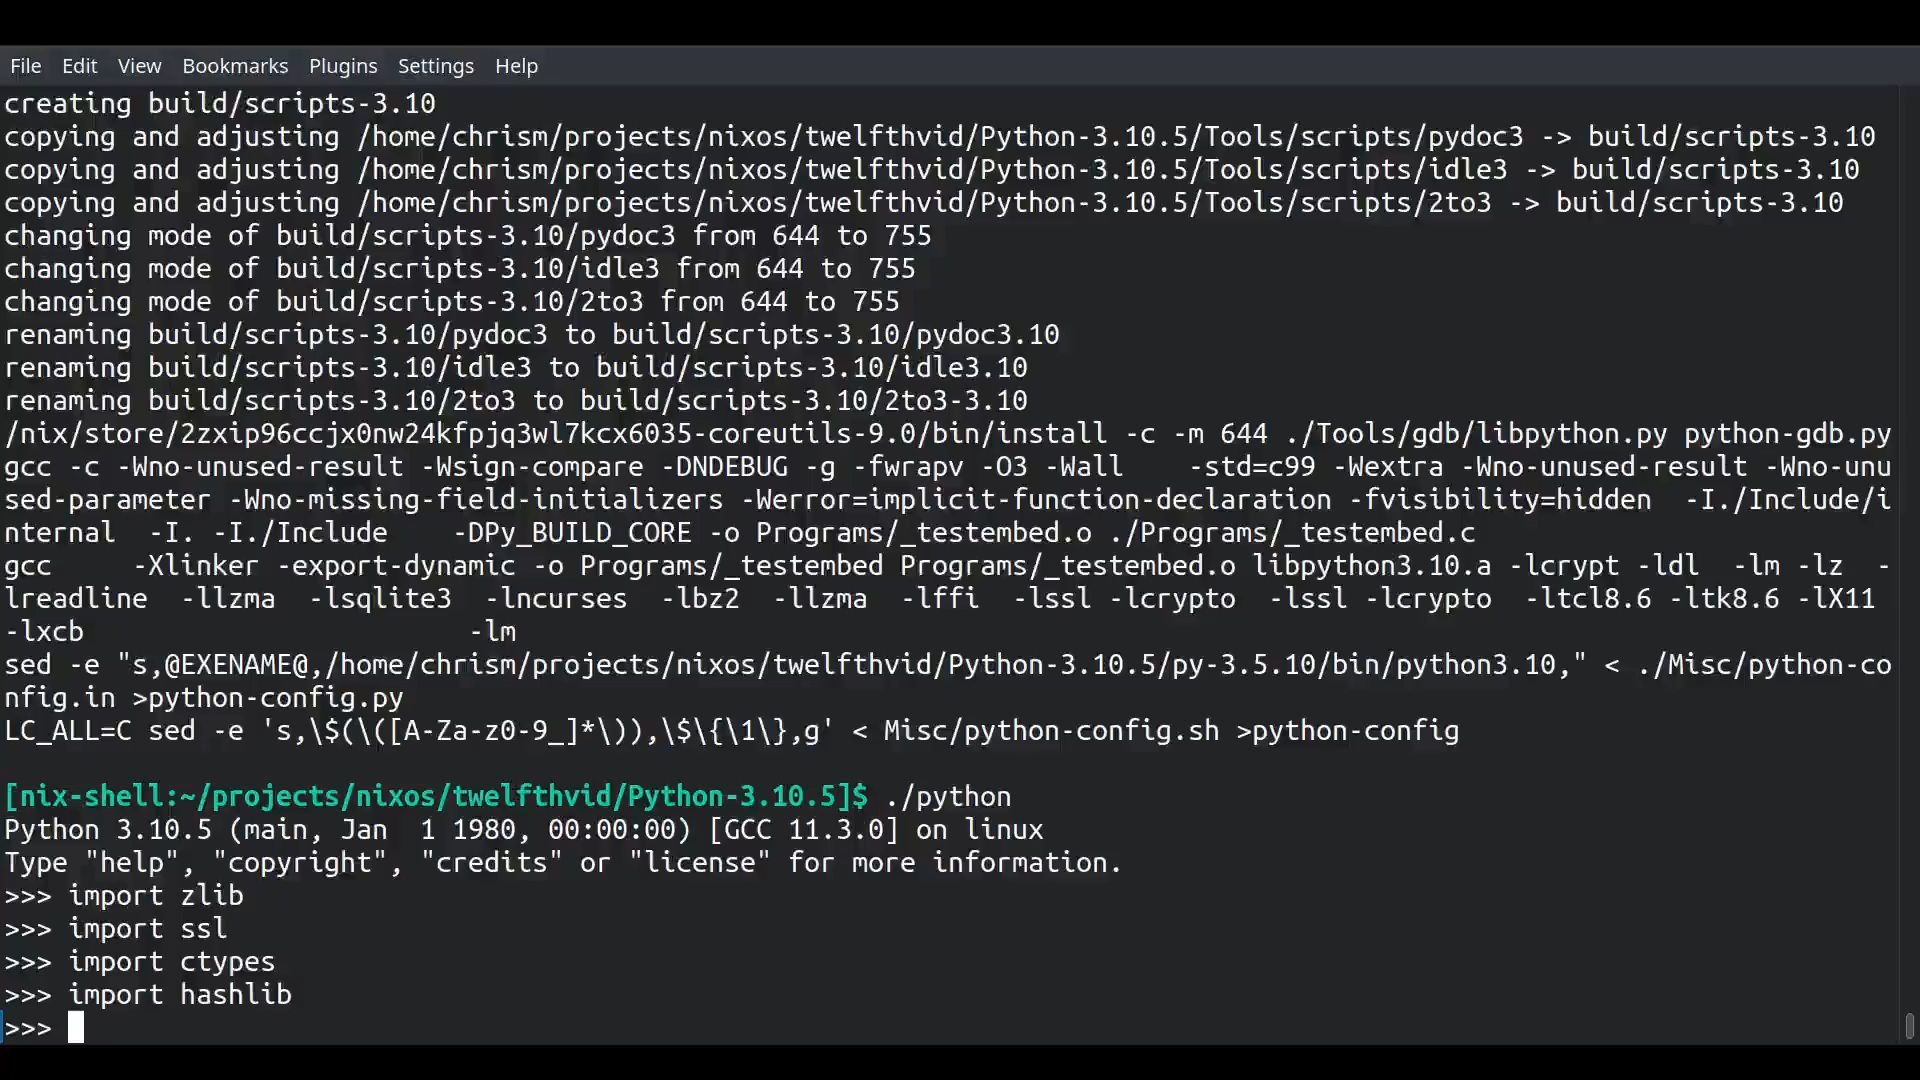 File Edit View Bookmarks Plugins Settings Help
creating build/scripts-3.10
copying and adjusting /home/chrism/projects/nixos/twelfthvid/Python-3.10.5/Tools/scripts/pydoc3 -> build/scripts-3.10
copying and adjusting /home/chrism/projects/nixos/twelfthvid/Python-3.10.5/Tools/scripts/idle3 -> build/scripts-3.10
copying and adjusting /home/chrism/projects/nixos/twelfthvid/Python-3.10.5/Tools/scripts/2to3 -> build/scripts-3.10
changing mode of build/scripts-3.10/pydoc3 from 644 to 755
changing mode of build/scripts-3.10/idle3 from 644 to 755
changing mode of build/scripts-3.10/2to3 from 644 to 755
renaming build/scripts-3.10/pydoc3 to build/scripts-3.10/pydoc3.10
renaming build/scripts-3.10/idle3 to build/scripts-3.10/idle3.10
renaming build/scripts-3.10/2to3 to build/scripts-3.10/2to3-3.10
/nix/store/2zxip96ccjx0nw24kfpjq3wl7kcx6035-coreutils-9.0/bin/install -c -m 644 ./Tools/gdb/libpython.py python-gdb.py
gcc -c -Wno-unused-result -Wsign-compare -DNDEBUG -g -fwrapv -O3 -Wall    -std=c99 -Wextra -Wno-unused-result -Wno-unu
sed-parameter -Wno-missing-field-initializers -Werror=implicit-function-declaration -fvisibility=hidden  -I./Include/i
nternal  -I. -I./Include    -DPy_BUILD_CORE -o Programs/_testembed.o ./Programs/_testembed.c
gcc     -Xlinker -export-dynamic -o Programs/_testembed Programs/_testembed.o libpython3.10.a -lcrypt -ldl  -lm -lz  -
lreadline  -llzma  -lsqlite3  -lncurses  -lbz2  -llzma  -lffi  -lssl -lcrypto  -lssl -lcrypto  -ltcl8.6 -ltk8.6 -lX11
-lxcb                        -lm
sed -e "s,@EXENAME@,/home/chrism/projects/nixos/twelfthvid/Python-3.10.5/py-3.5.10/bin/python3.10," < ./Misc/python-co
nfig.in >python-config.py
LC_ALL=C sed -e 's,\$(\([A-Za-z0-9_]*\)),\$\{\1\},g' < Misc/python-config.sh >python-config
[nix-shell:~/projects/nixos/twelfthvid/Python-3.10.5]$ ./python
Python 3.10.5 (main, Jan  1 1980, 00:00:00) [GCC 11.3.0] on linux
Type "help", "copyright", "credits" or "license" for more information.
>>> import zlib
>>> import ssl
>>> import ctypes
>>> import hashlib
>>>